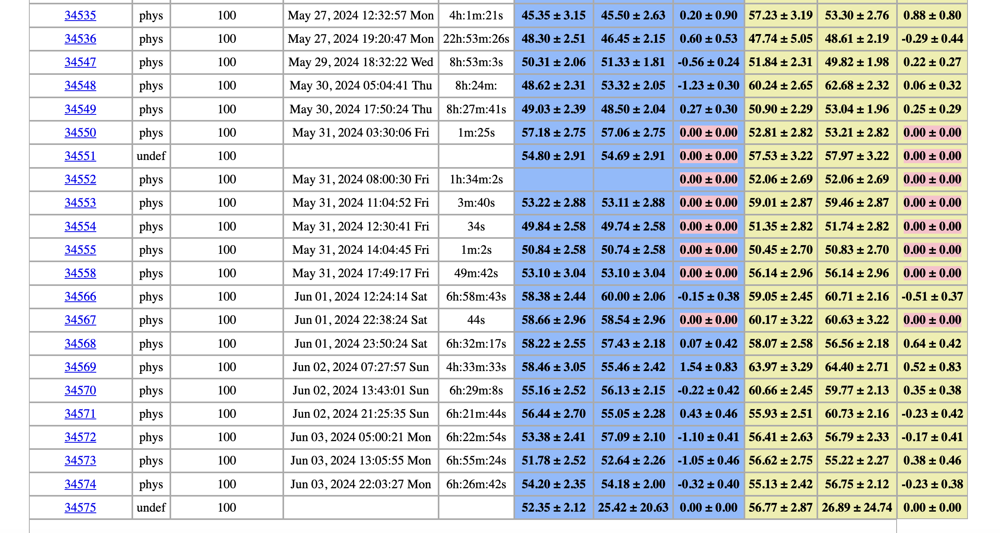 34535 phys 100 May 27, 2024 12:32:57 Mon 4h:1m:21s 45.35 ± 3.15 45.50 ± 2.63 0.20 ± 0.90 57.23 ± 3.19 53.30 ± 2.76 0.88 ± 0.80
34536 phys 100 May 27, 2024 19:20:47 Mon 22h:53m:26s 48.30 ± 2.51 46.45 ± 2.15 0.60 ± 0.53 47.74 ± 5.05 48.61 ± 2.19 -0.29 ± 0.44
34547 phys 100 May 29, 2024 18:32:22 Wed 8h:53m:3s 50.31 ± 2.06 51.33 ± 1.81 -0.56 ± 0.24 51.84 ± 2.31 49.82 ± 1.98 0.22 ± 0.27
34548 phys 100 May 30, 2024 05:04:41 Thu 8h:24m: 48.62 ± 2.31 53.32 ± 2.05 -1.23 ± 0.30 60.24 ± 2.65 62.68 ± 2.32 0.06 ± 0.32
34549 phys 100 May 30, 2024 17:50:24 Thu 8h:27m:41s 49.03 ± 2.39 48.50 ± 2.04 0.27 ± 0.30 50.90 ± 2.29 53.04 ± 1.96 0.25 ± 0.29
34550 phys 100 May 31, 2024 03:30:06 Fri 1m:25s 57.18 ± 2.75 57.06 ± 2.75 0.00 ± 0.00 52.81 ± 2.82 53.21 ± 2.82 0.00 ± 0.00
34551 undef 100 54.80 ± 2.91 54.69 ± 2.91 0.00 ± 0.00 57.53 ± 3.22 57.97 ± 3.22 0.00 ± 0.00
34552 phys 100 May 31, 2024 08:00:30 Fri 1h:34m:2s 0.00 ± 0.00 52.06 ± 2.69 52.06 ± 2.69 0.00 ± 0.00
34553 phys 100 May 31, 2024 11:04:52 Fri 3m:40s 53.22 ± 2.88 53.11 ± 2.88 0.00 ± 0.00 59.01 ± 2.87 59.46 ± 2.87 0.00 ± 0.00
34554 phys 100 May 31, 2024 12:30:41 Fri 34s 49.84 ± 2.58 49.74 ± 2.58 0.00 ± 0.00 51.35 ± 2.82 51.74 ± 2.82 0.00 ± 0.00
34555 phys 100 May 31, 2024 14:04:45 Fri 1m:2s 50.84 ± 2.58 50.74 ± 2.58 0.00 ± 0.00 50.45 ± 2.70 50.83 ± 2.70 0.00 ± 0.00
34558 phys 100 May 31, 2024 17:49:17 Fri 49m:42s 53.10 ± 3.04 53.10 ± 3.04 0.00 ± 0.00 56.14 ± 2.96 56.14 ± 2.96 0.00 ± 0.00
34566 phys 100 Jun 01, 2024 12:24:14 Sat 6h:58m:43s 58.38 ± 2.44 60.00 ± 2.06 -0.15 ± 0.38 59.05 ± 2.45 60.71 ± 2.16 -0.51 ± 0.37
34567 phys 100 Jun 01, 2024 22:38:24 Sat 44s 58.66 ± 2.96 58.54 ± 2.96 0.00 ± 0.00 60.17 ± 3.22 60.63 ± 3.22 0.00 ± 0.00
34568 phys 100 Jun 01, 2024 23:50:24 Sat 6h:32m:17s 58.22 ± 2.55 57.43 ± 2.18 0.07 ± 0.42 58.07 ± 2.58 56.56 ± 2.18 0.64 ± 0.42
34569 phys 100 Jun 02, 2024 07:27:57 Sun 4h:33m:33s 58.46 ± 3.05 55.46 ± 2.42 1.54 ± 0.83 63.97 ± 3.29 64.40 ± 2.71 0.52 ± 0.83
34570 phys 100 Jun 02, 2024 13:43:01 Sun 6h:29m:8s 55.16 ± 2.52 56.13 ± 2.15 -0.22 ± 0.42 60.66 ± 2.45 59.77 ± 2.13 0.35 ± 0.38
34571 phys 100 Jun 02, 2024 21:25:35 Sun 6h:21m:44s 56.44 ± 2.70 55.05 ± 2.28 0.43 ± 0.46 55.93 ± 2.51 60.73 ± 2.16 -0.23 ± 0.42
34572 phys 100 Jun 03, 2024 05:00:21 Mon 6h:22m:54s 53.38 ± 2.41 57.09 ± 2.10 -1.10 ± 0.41 56.41 ± 2.63 56.79 ± 2.33 -0.17 ± 0.41
34573 phys 100 Jun 03, 2024 13:05:55 Mon 6h:55m:24s 51.78 ± 2.52 52.64 ± 2.26 -1.05 ± 0.46 56.62 ± 2.75 55.22 ± 2.27 0.38 ± 0.46
34574 phys 100 Jun 03, 2024 22:03:27 Mon 6h:26m:42s 54.20 ± 2.35 54.18 ± 2.00 -0.32 ± 0.40 55.13 ± 2.42 56.75 ± 2.12 -0.23 ± 0.38
34575 undef 100 52.35 ± 2.12 25.42 ± 20.63 0.00 ± 0.00 56.77 ± 2.87 26.89 ± 24.74 0.00 ± 0.00